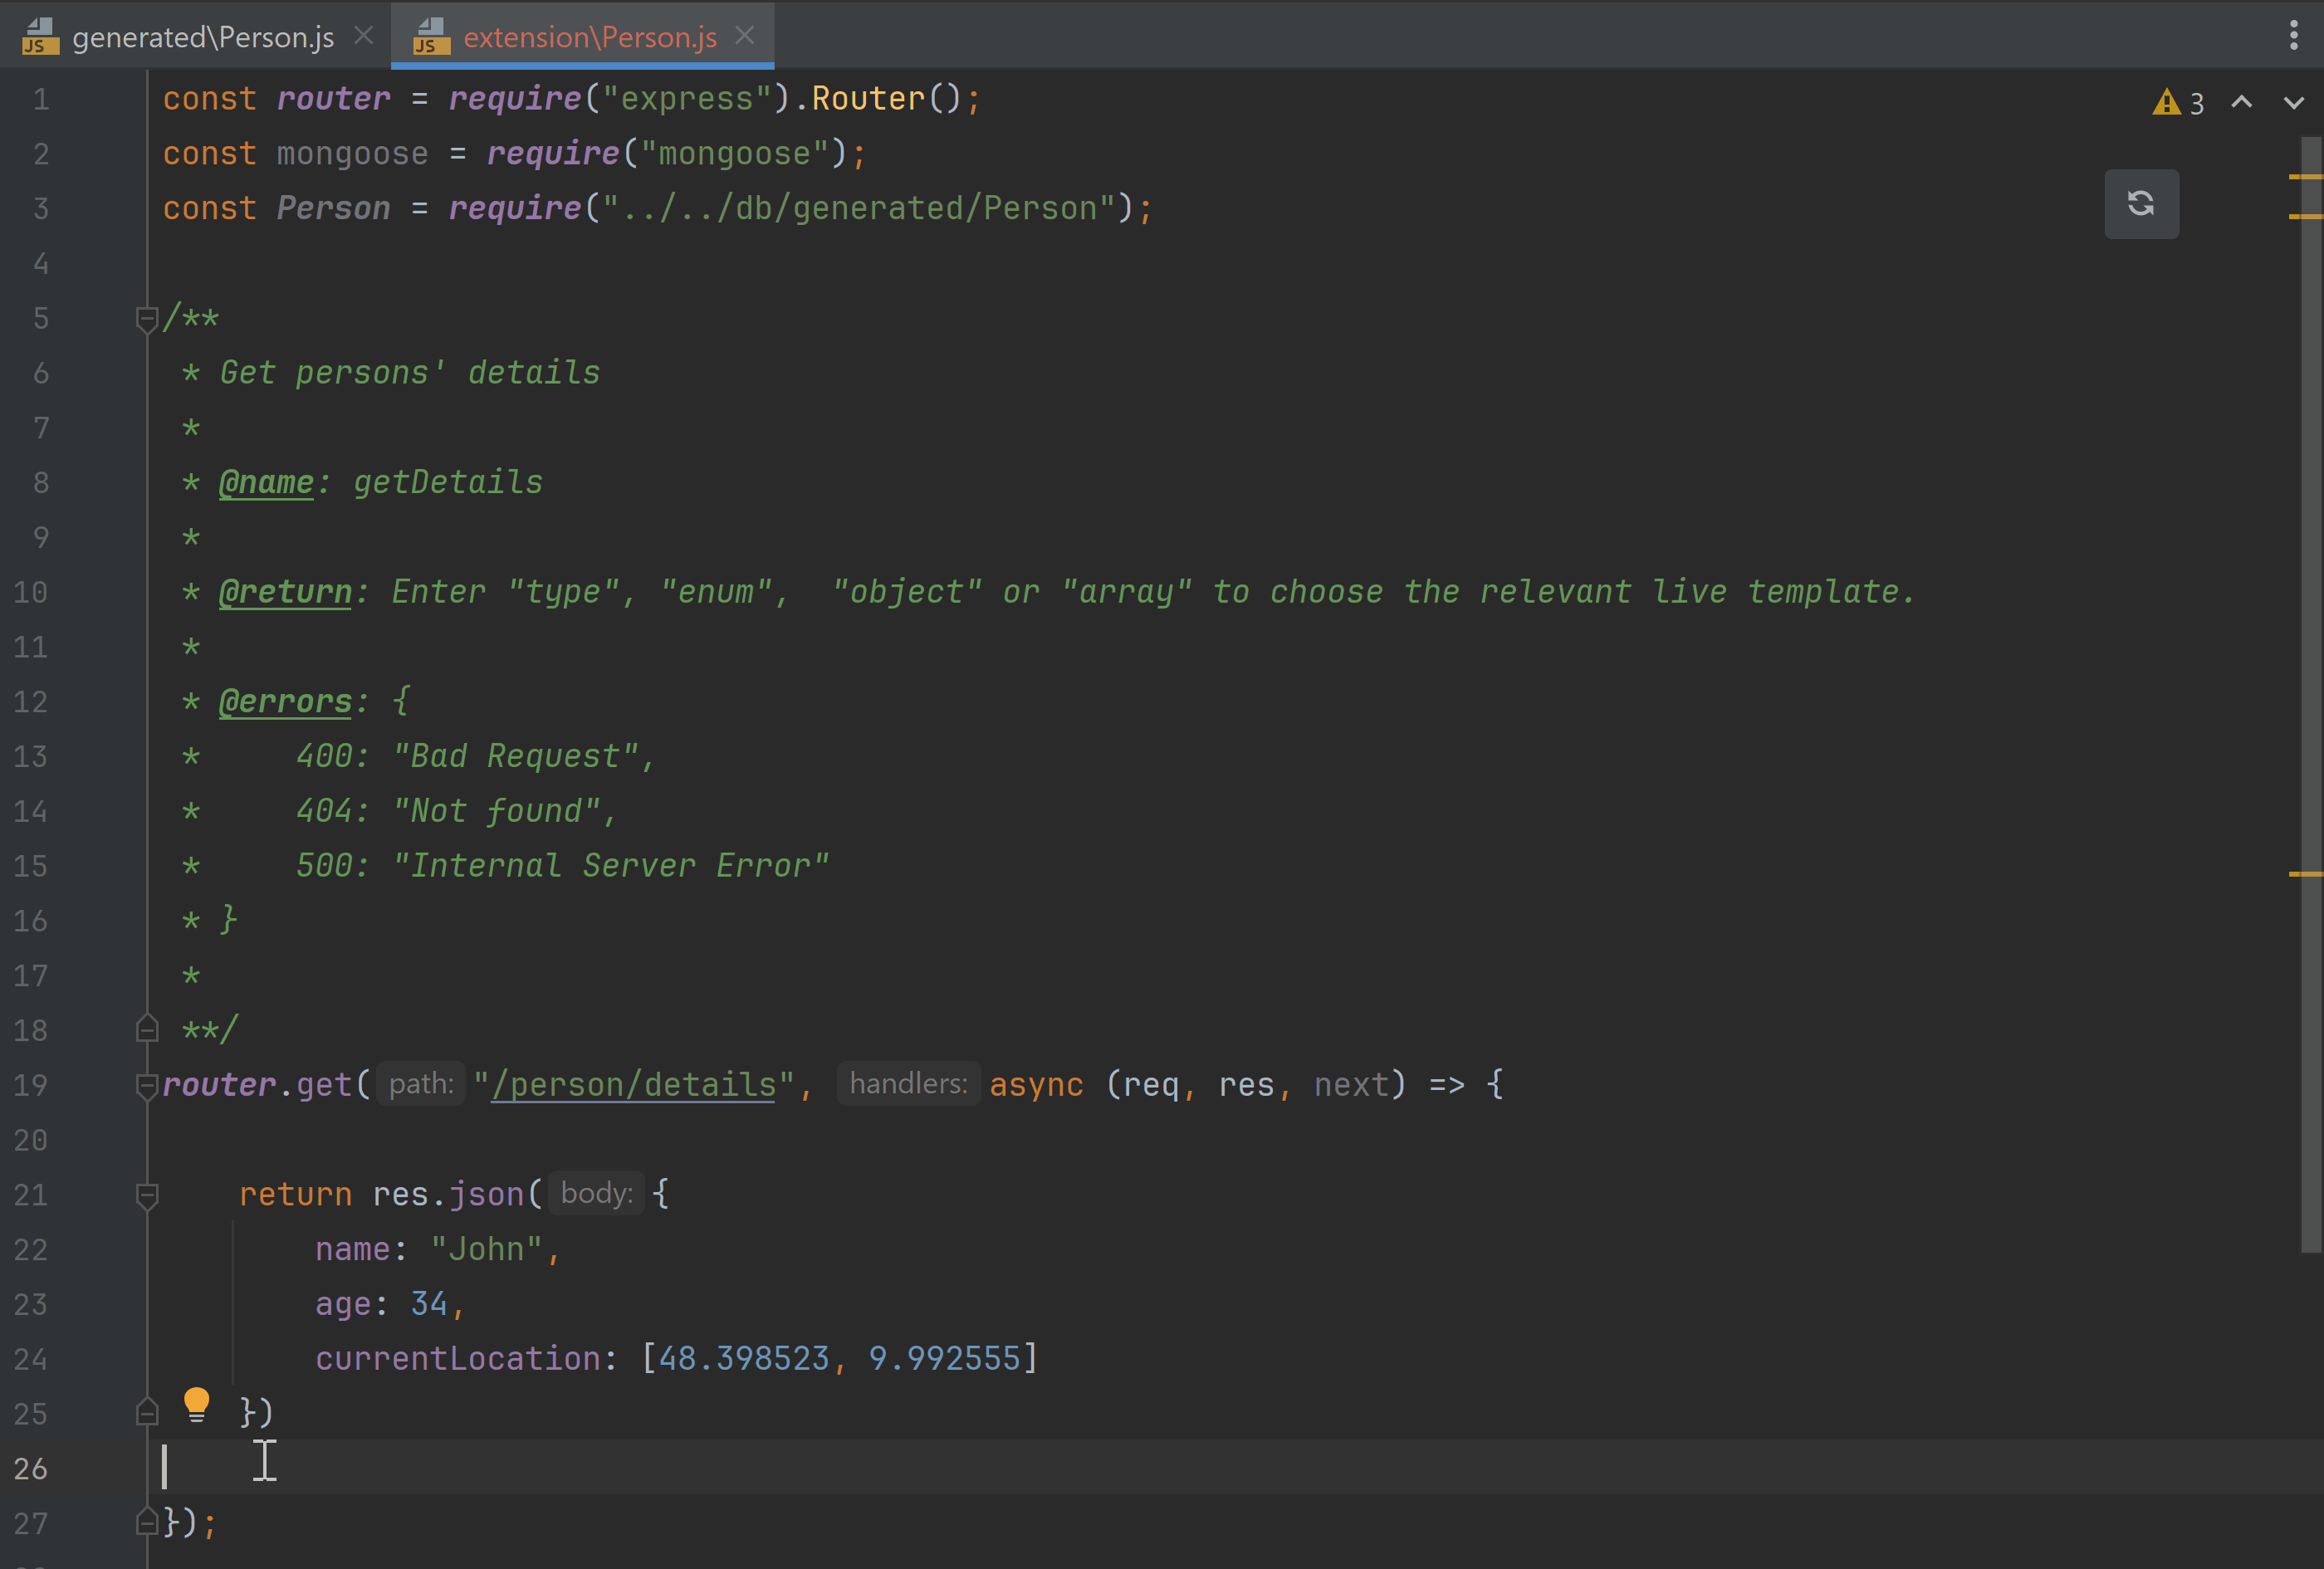 JS generated\Person.js JS extension\Person.js
1 const router = require("express").Router(); 3
2 const mongoose = require("mongoose");
3 const Person = require("../../db/generated/Person");
4
5 /**
6 * Get persons' details
7 *
8 * @name: getDetails
9 *
10 * @return: Enter "type", "enum",  "object" or "array" to choose the relevant live template.
11 *
12 * @errors: {
13 *     400: "Bad Request",
14 *     404: "Not found",
15 *     500: "Internal Server Error"
16 * }
17 *
18 **/
19 router.get( path: "/person/details", handlers: async (req, res, next) => {
20
21     return res.json( body: {
22         name: "John",
23         age: 34,
24         currentLocation: [48.398523, 9.992555]
25     })
26
27 });